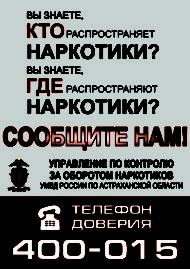 ВЫ ЗНАЕТЕ,
КТО РАСПРОСТРАНЯЕТ
НАРКОТИКИ?
ВЫ ЗНАЕТЕ,
ГДЕ РАСПРОСТРАНЯЮТ
НАРКОТИКИ?
СООБЩИТЕ НАМ!
УПРАВЛЕНИЕ ПО КОНТРОЛЮ
ЗА ОБОРОТОМ НАРКОТИКОВ
УМВД РОССИИ ПО АСТРАХАНСКОЙ ОБЛАСТИ
ТЕЛЕФОН
ДОВЕРИЯ
400-015